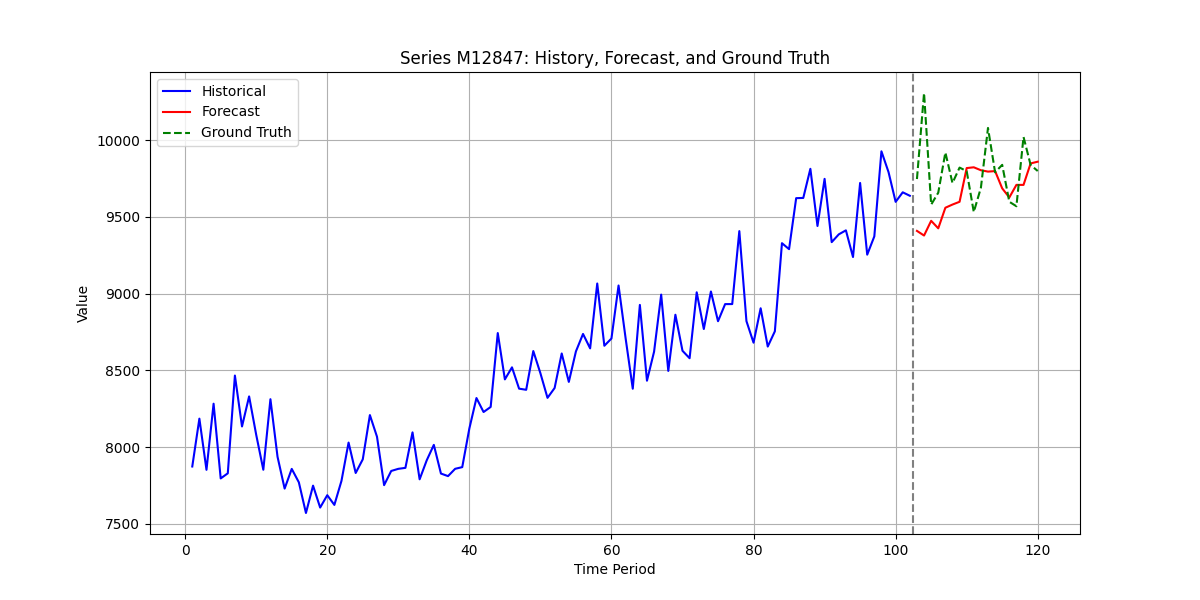 Series M12847: History, Forecast, and Ground Truth
Historical
Forecast
Ground Truth
Value
10000
9500
9000
8500
8000
7500
0 20 40 60 80 100 120
Time Period